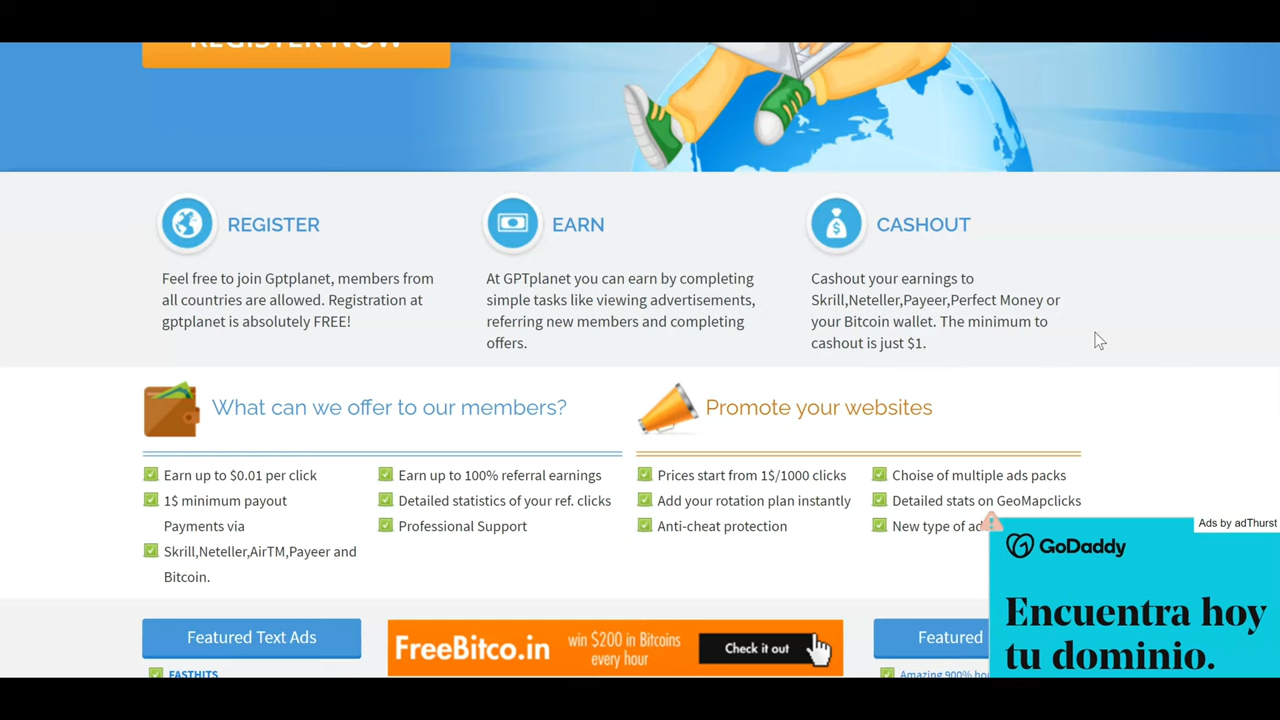 REGISTER NOW
REGISTER
Feel free to join Gptplanet, members from
all countries are allowed. Registration at
gptplanet is absolutely FREE!
EARN
At GPTplanet you can earn by completing
simple tasks like viewing advertisements,
referring new members and completing
offers.
CASHOUT
Cashout your earnings to
Skrill,Neteller,Payeer,Perfect Money or
your Bitcoin wallet. The minimum to
cashout is just $1.
What can we offer to our members?
Earn up to $0.01 per click
1$ minimum payout
Payments via
Skrill,Neteller,AirTM,Payeer and
Bitcoin.
Earn up to 100% referral earnings
Detailed statistics of your ref. clicks
Professional Support
Promote your websites
Prices start from 1$/1000 clicks
Add your rotation plan instantly
Anti-cheat protection
Choise of multiple ads packs
Detailed stats on GeoMapclicks
New type of ad
Ads by adThurst
GoDaddy
Encuentra hoy
tu dominio.
Featured Text Ads
FASTHITS
FreeBitco.in
win $200 in Bitcoins
every hour
Check it out
Featured
Amazing 900% ho